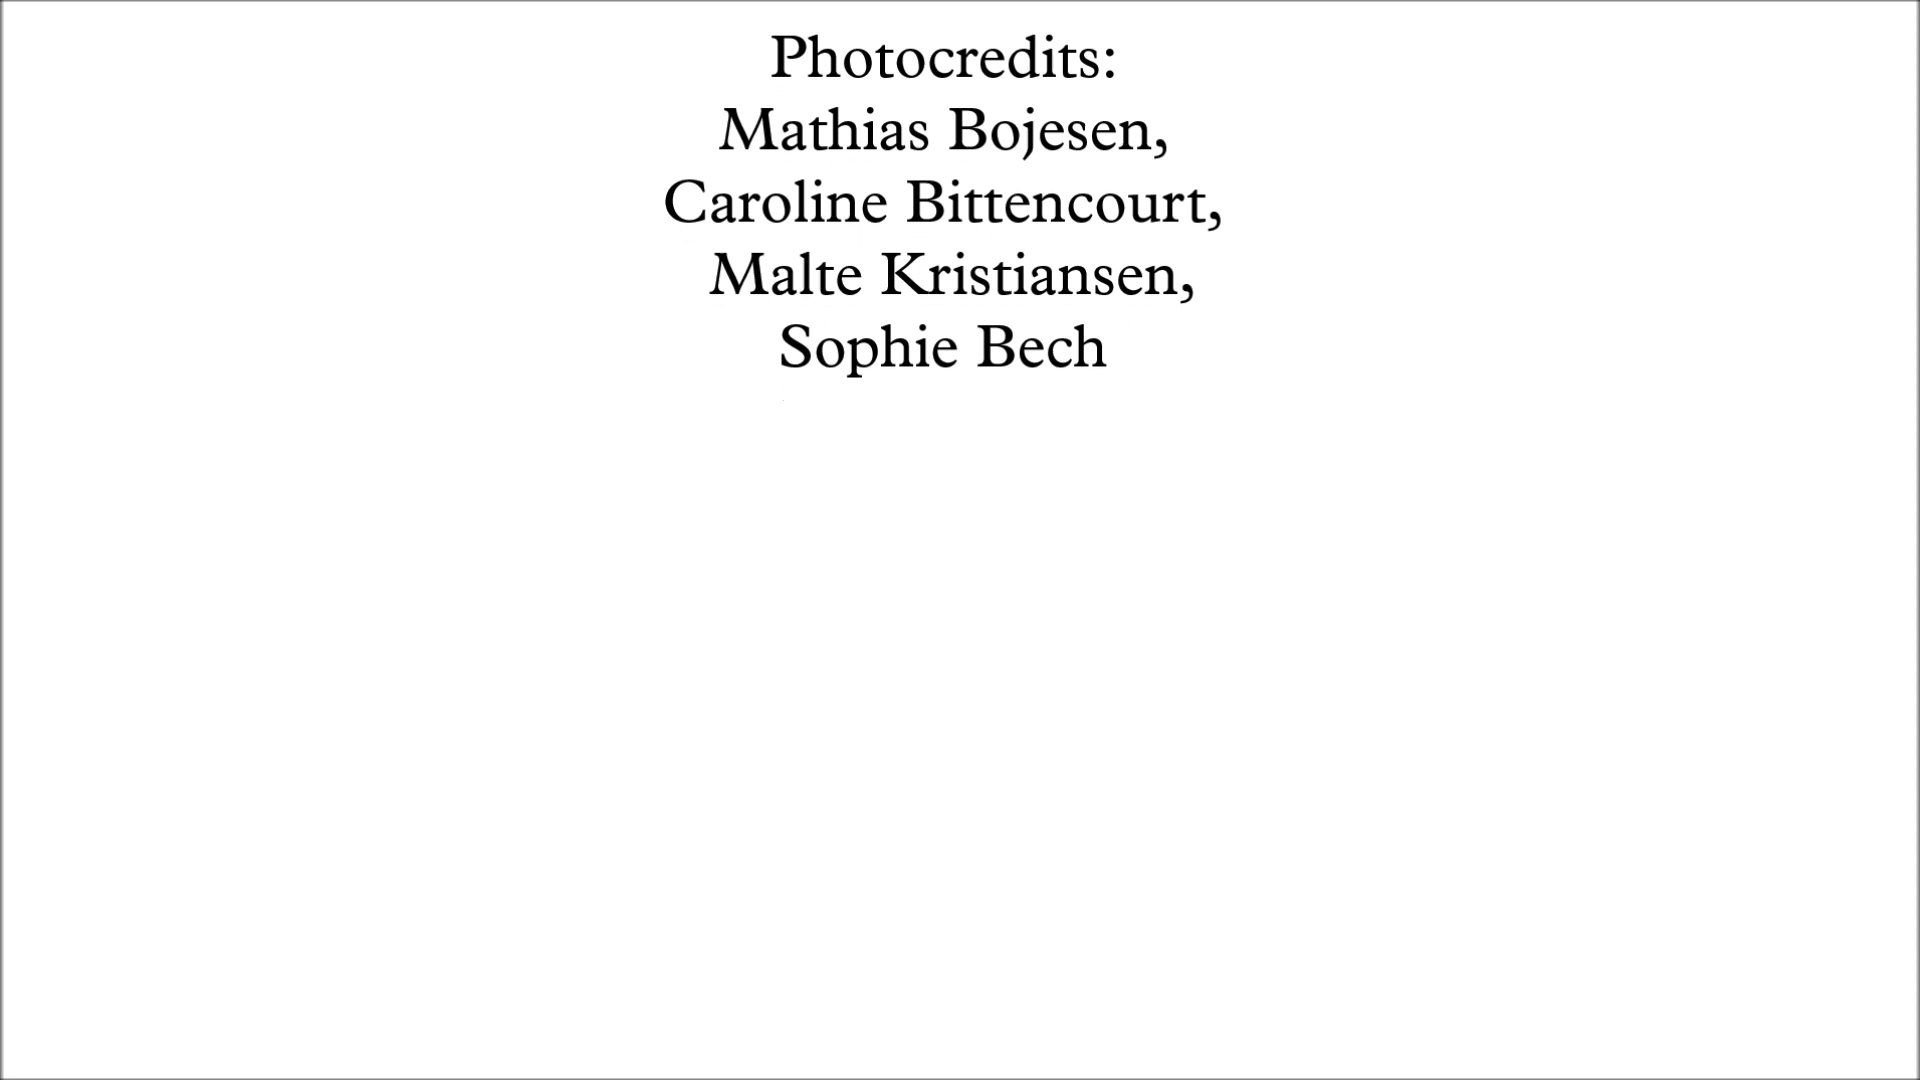 Photocredits:
Mathias Bojesen,
Caroline Bittencourt,
Malte Kristiansen,
Sophie Bech